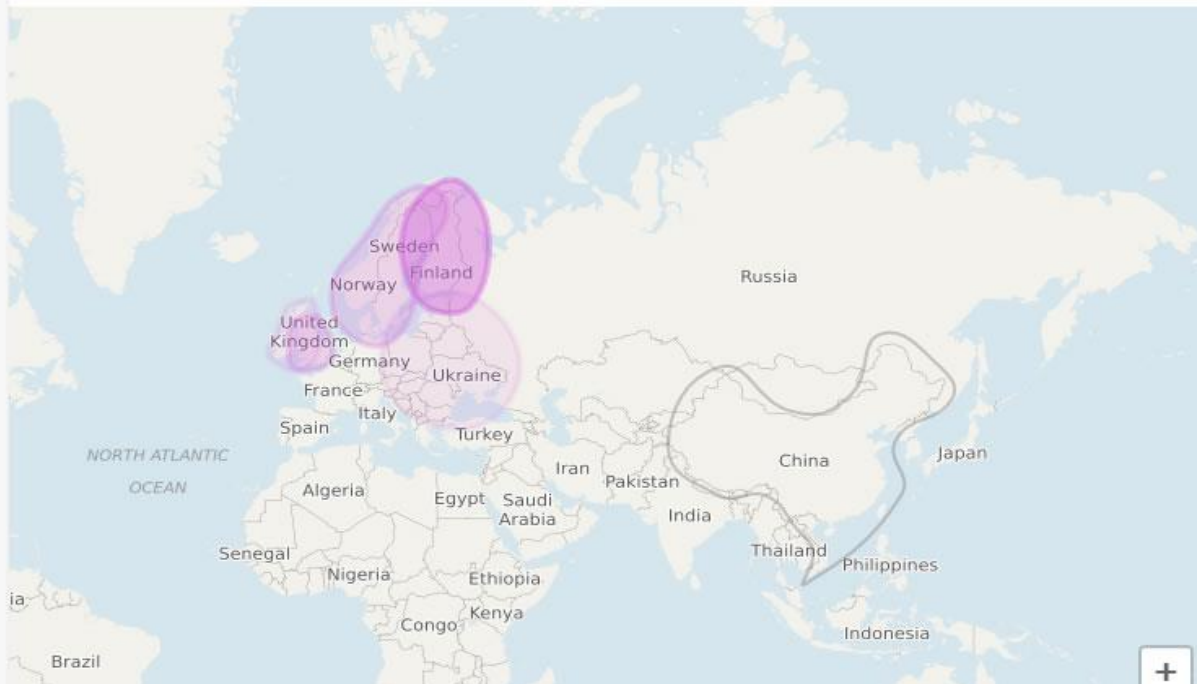 Sweden
Finland
Norway
Russia
United
Kingdom
Germany
Ukraine
France
Italy
Spain
Turkey
NORTH ATLANTIC
OCEAN
Japan
China
Iran
Pakistan
Algeria
Egypt
Saudi
Arabia
India
Senegal
Thailand
Philippines
Nigeria
Ethiopia
Kenya
ia
Congo
Indonesia
Brazil
+